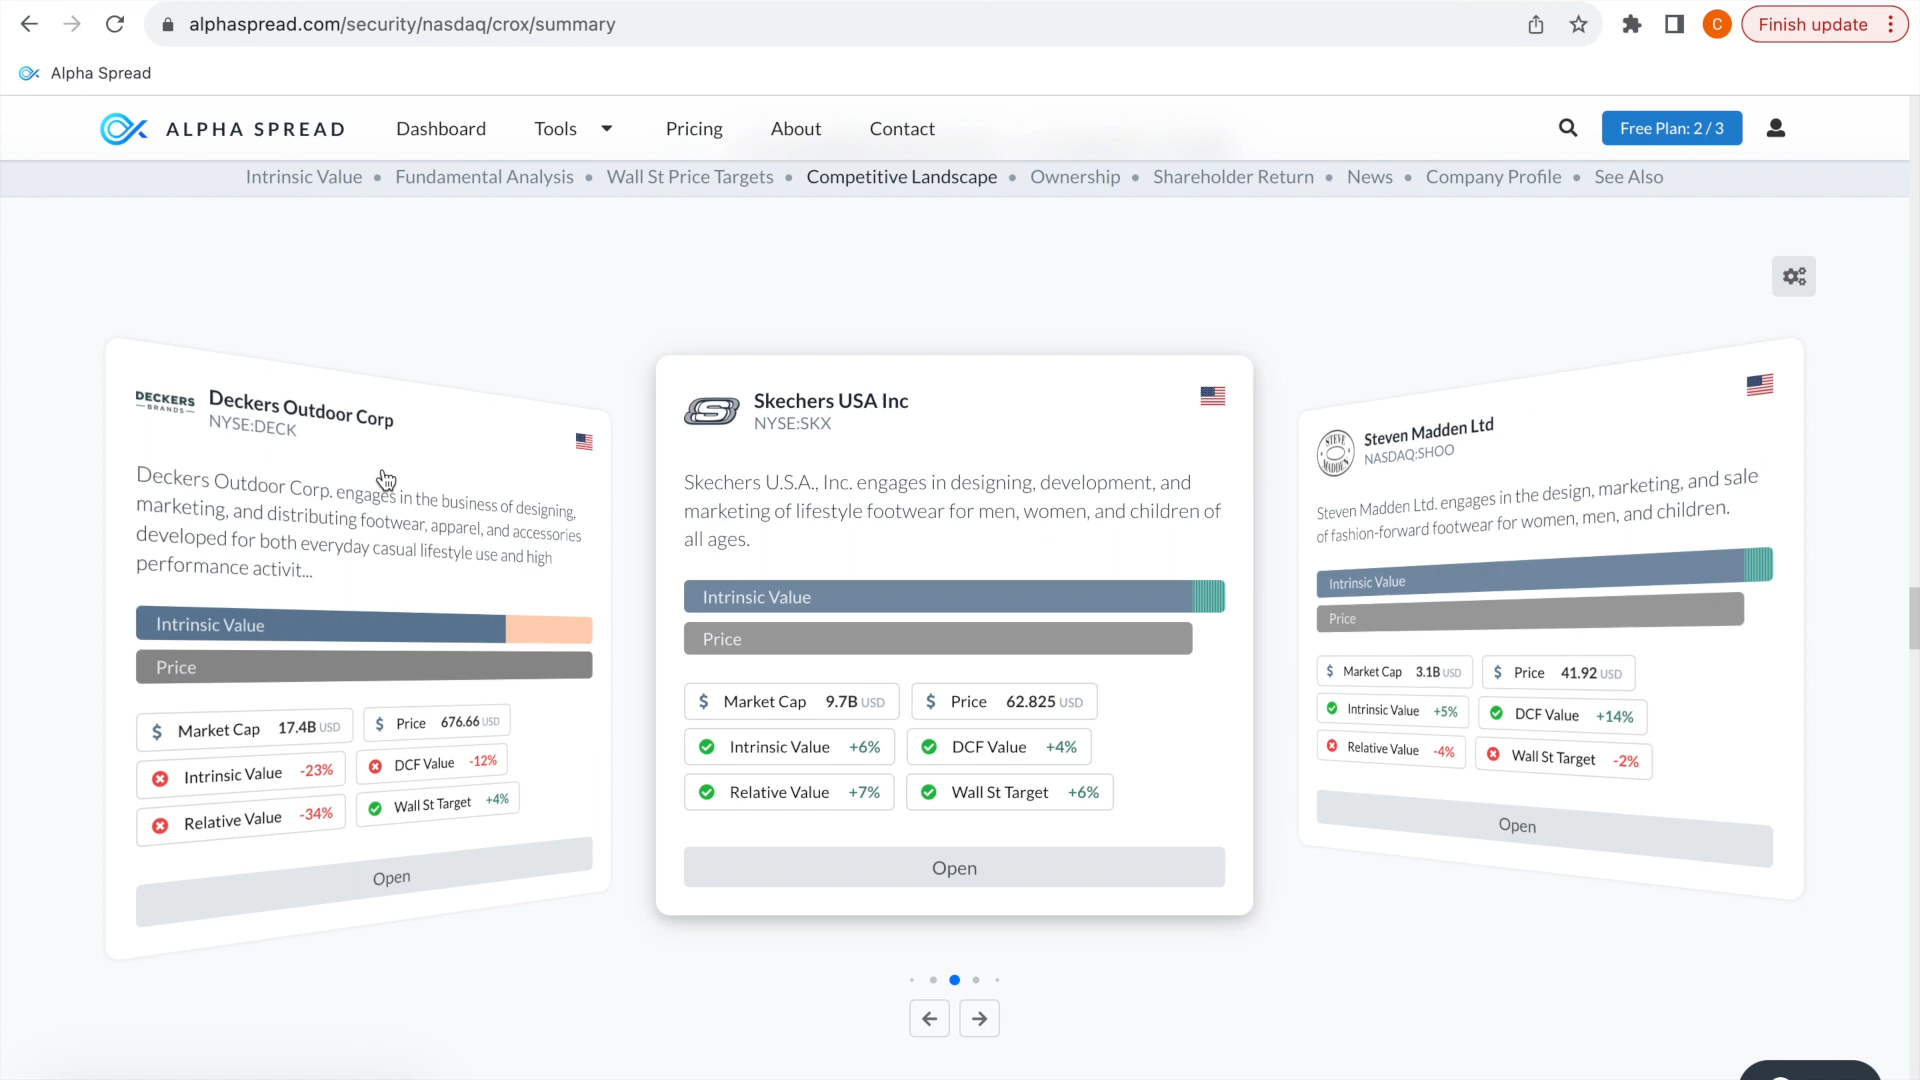 alphaspread.com/security/nasdaq/crox/summary
C
Finish update
Alpha Spread
ALPHA SPREAD
Dashboard
Tools
Pricing
About
Contact
Free Plan: 2 / 3
Intrinsic Value • Fundamental Analysis • Wall St Price Targets • Competitive Landscape • Ownership • Shareholder Return • News • Company Profile • See Also
DECKERS
BRANDS
Deckers Outdoor Corp
NYSE:DECK
Deckers Outdoor Corp. engages in the business of designing,
marketing, and distributing footwear, apparel, and accessories
developed for both everyday casual lifestyle use and high
performance activit...
Intrinsic Value
Price
$ Market Cap 17.4B USD
$ Price 676.66 USD
Intrinsic Value -23%
DCF Value -12%
Relative Value -34%
Wall St Target +4%
Open
S
Skechers USA Inc
NYSE:SKX
Skechers U.S.A., Inc. engages in designing, development, and
marketing of lifestyle footwear for men, women, and children of
all ages.
Intrinsic Value
Price
$ Market Cap 9.7B USD
$ Price 62.825 USD
Intrinsic Value +6%
DCF Value +4%
Relative Value +7%
Wall St Target +6%
Open
STEVE
MADDEN
Steven Madden Ltd
NASDAQ:SHOO
Steven Madden Ltd. engages in the design, marketing, and sale
of fashion-forward footwear for women, men, and children.
Intrinsic Value
Price
$ Market Cap 3.1B USD
$ Price 41.92 USD
Intrinsic Value +5%
DCF Value +14%
Relative Value -4%
Wall St Target -2%
Open